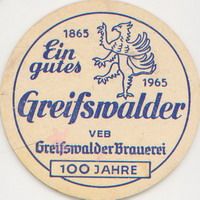 1865
Ein
gutes
1965
Greifswalder
VEB
Greifswalder Brauerei
100 JAHRE